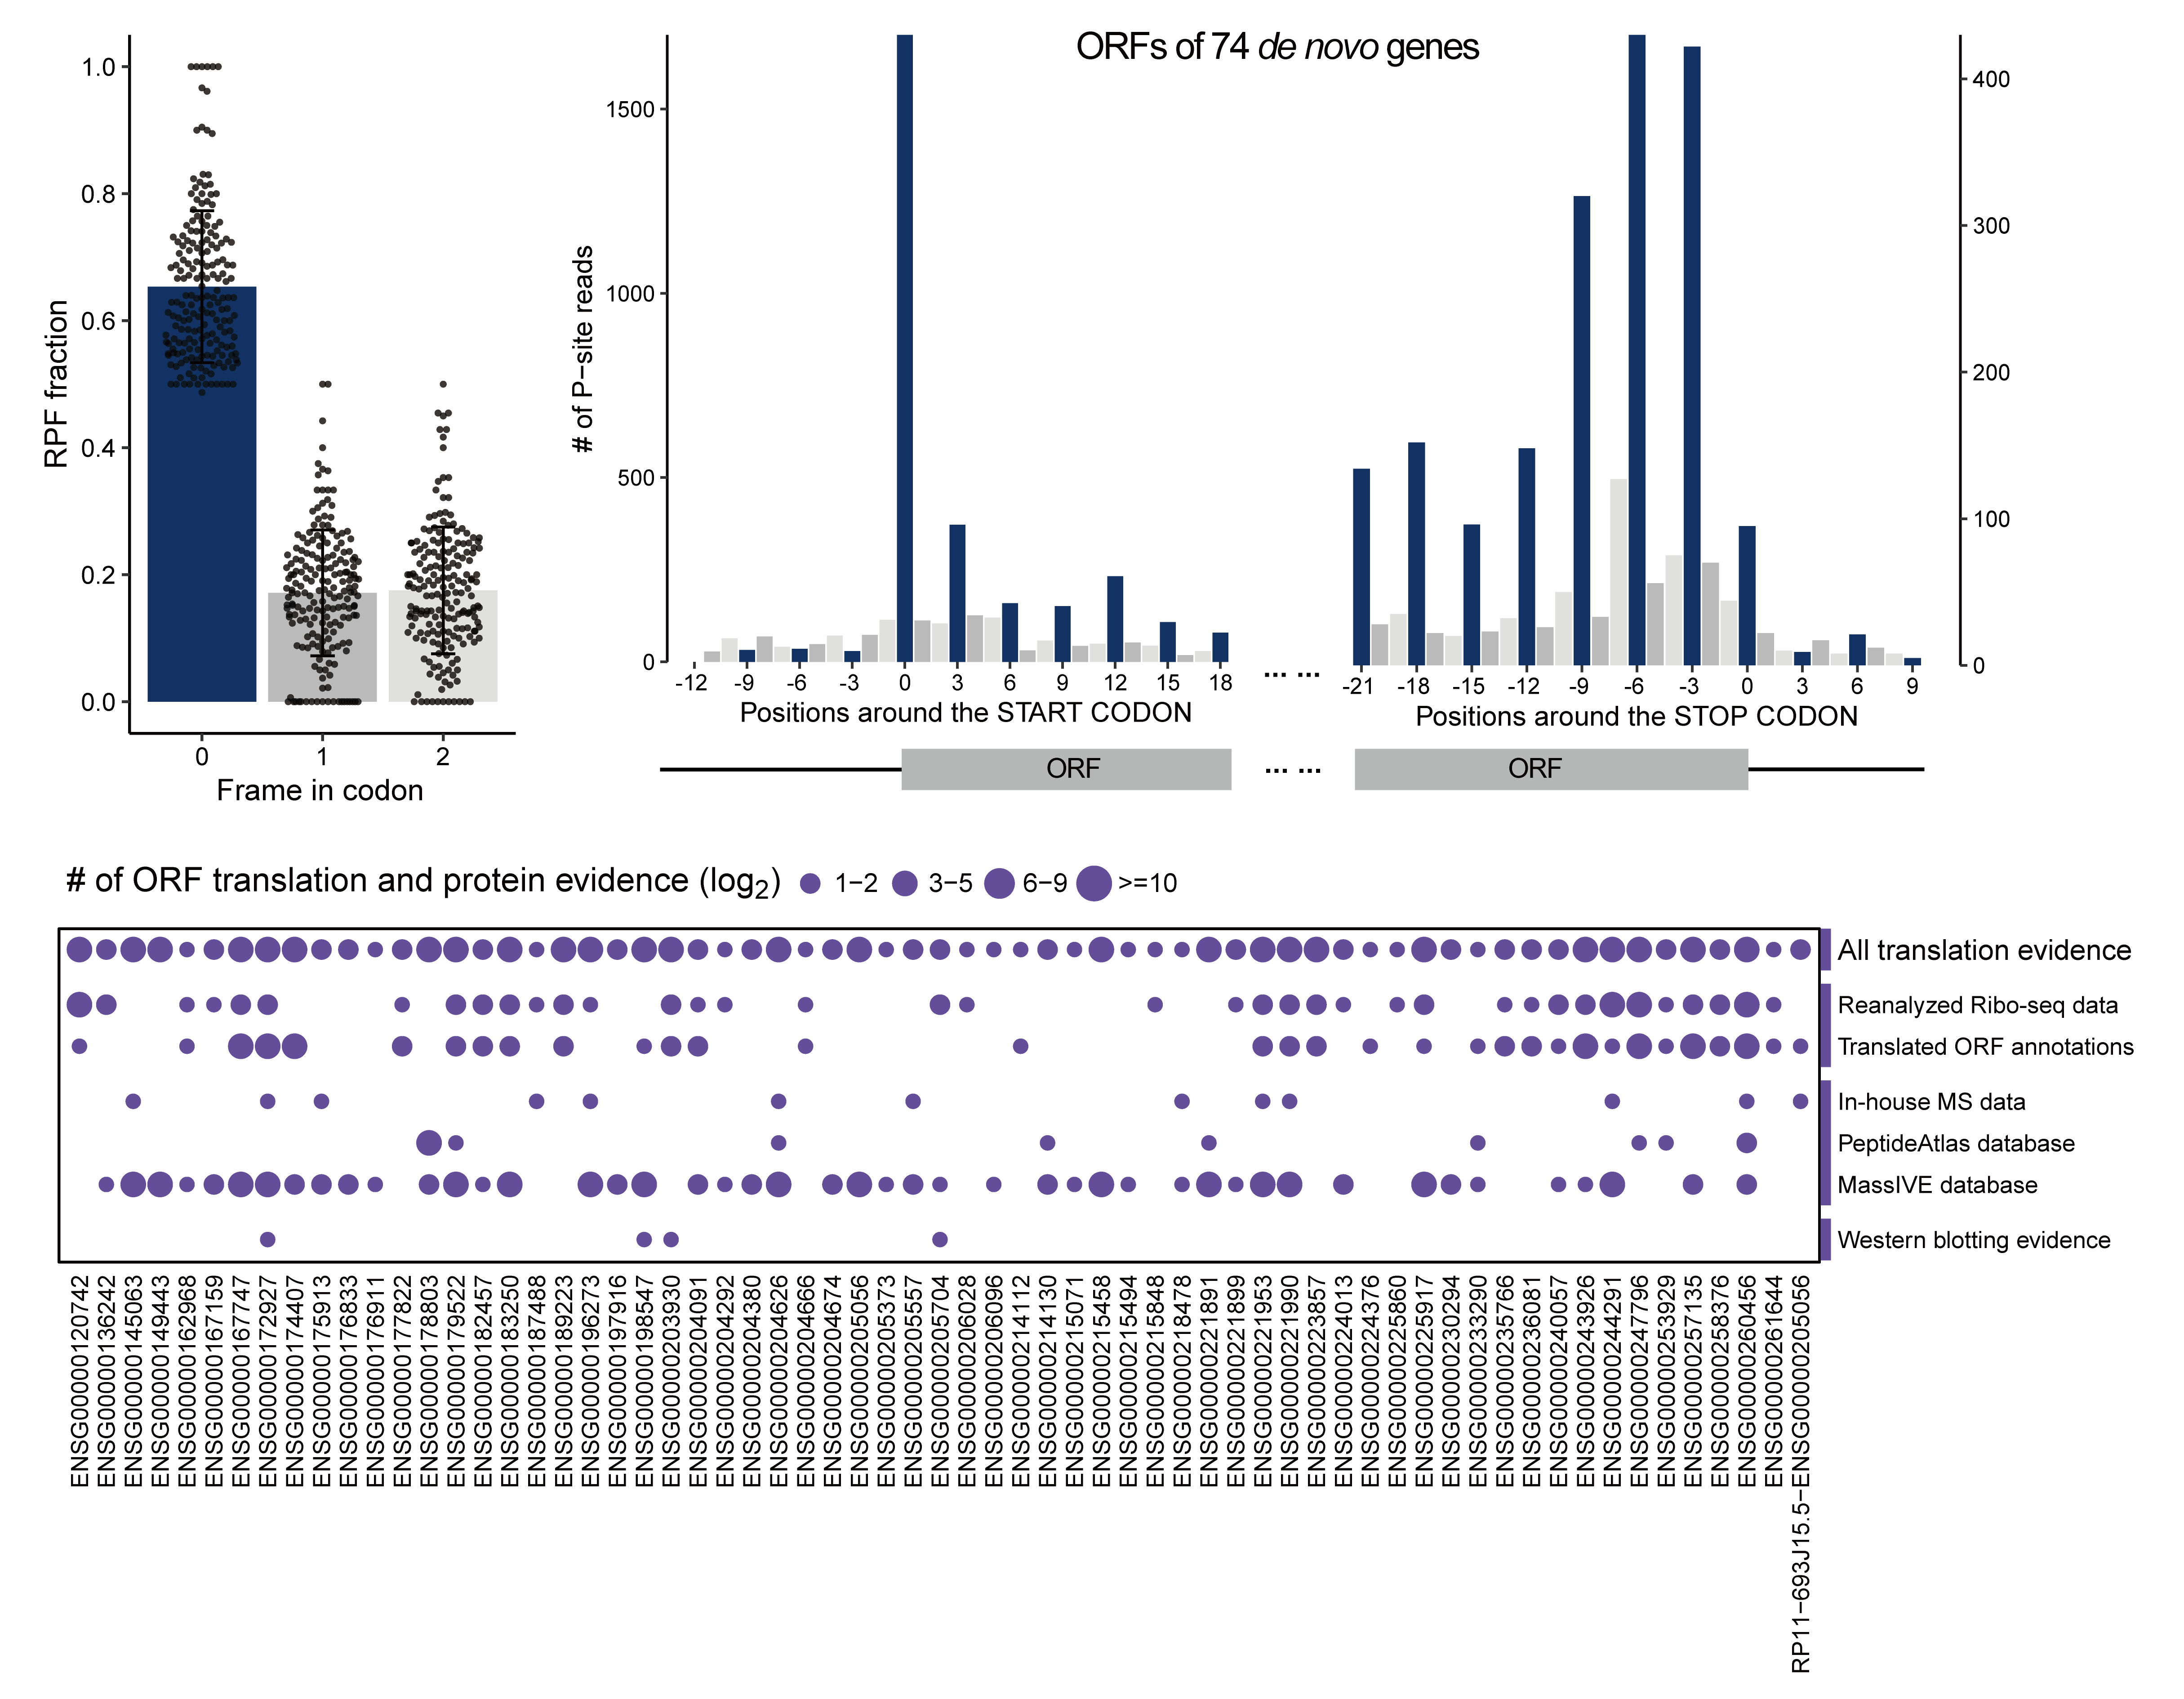 1.0
0.8
0.6
0.4
0.2
0.0
RPF fraction
0 1 2
Frame in codon
ORFs of 74 de novo genes
1500
1000
500
0
# of P−site reads
-12 -9 -6 -3 0 3 6 9 12 15 18
Positions around the START CODON
... ...
400
300
200
100
0
-21 -18 -15 -12 -9 -6 -3 0 3 6 9
Positions around the STOP CODON
ORF ... ... ORF
# of ORF translation and protein evidence (log2) 1−2 3−5 6−9 >=10
All translation evidence
Reanalyzed Ribo-seq data
Translated ORF annotations
In-house MS data
PeptideAtlas database
MassIVE database
Western blotting evidence
ENSG00000120742
ENSG00000136242
ENSG00000145063
ENSG00000149443
ENSG00000162968
ENSG00000167159
ENSG00000167747
ENSG00000172927
ENSG00000174407
ENSG00000175913
ENSG00000176833
ENSG00000176911
ENSG00000177822
ENSG00000178803
ENSG00000179522
ENSG00000182457
ENSG00000183250
ENSG00000187488
ENSG00000189223
ENSG00000196273
ENSG00000197916
ENSG00000198547
ENSG00000203930
ENSG00000204091
ENSG00000204292
ENSG00000204380
ENSG00000204626
ENSG00000204666
ENSG00000204674
ENSG00000205056
ENSG00000205373
ENSG00000205557
ENSG00000205704
ENSG00000206028
ENSG00000206096
ENSG00000214112
ENSG00000214130
ENSG00000215071
ENSG00000215458
ENSG00000215494
ENSG00000215848
ENSG00000218478
ENSG00000221891
ENSG00000221899
ENSG00000221953
ENSG00000221990
ENSG00000223857
ENSG00000224013
ENSG00000224376
ENSG00000225860
ENSG00000225917
ENSG00000230294
ENSG00000233290
ENSG00000235766
ENSG00000236081
ENSG00000240057
ENSG00000243926
ENSG00000244291
ENSG00000247796
ENSG00000253929
ENSG00000257135
ENSG00000258376
ENSG00000260456
ENSG00000261644
RP11−693J15.5−ENSG00000205056